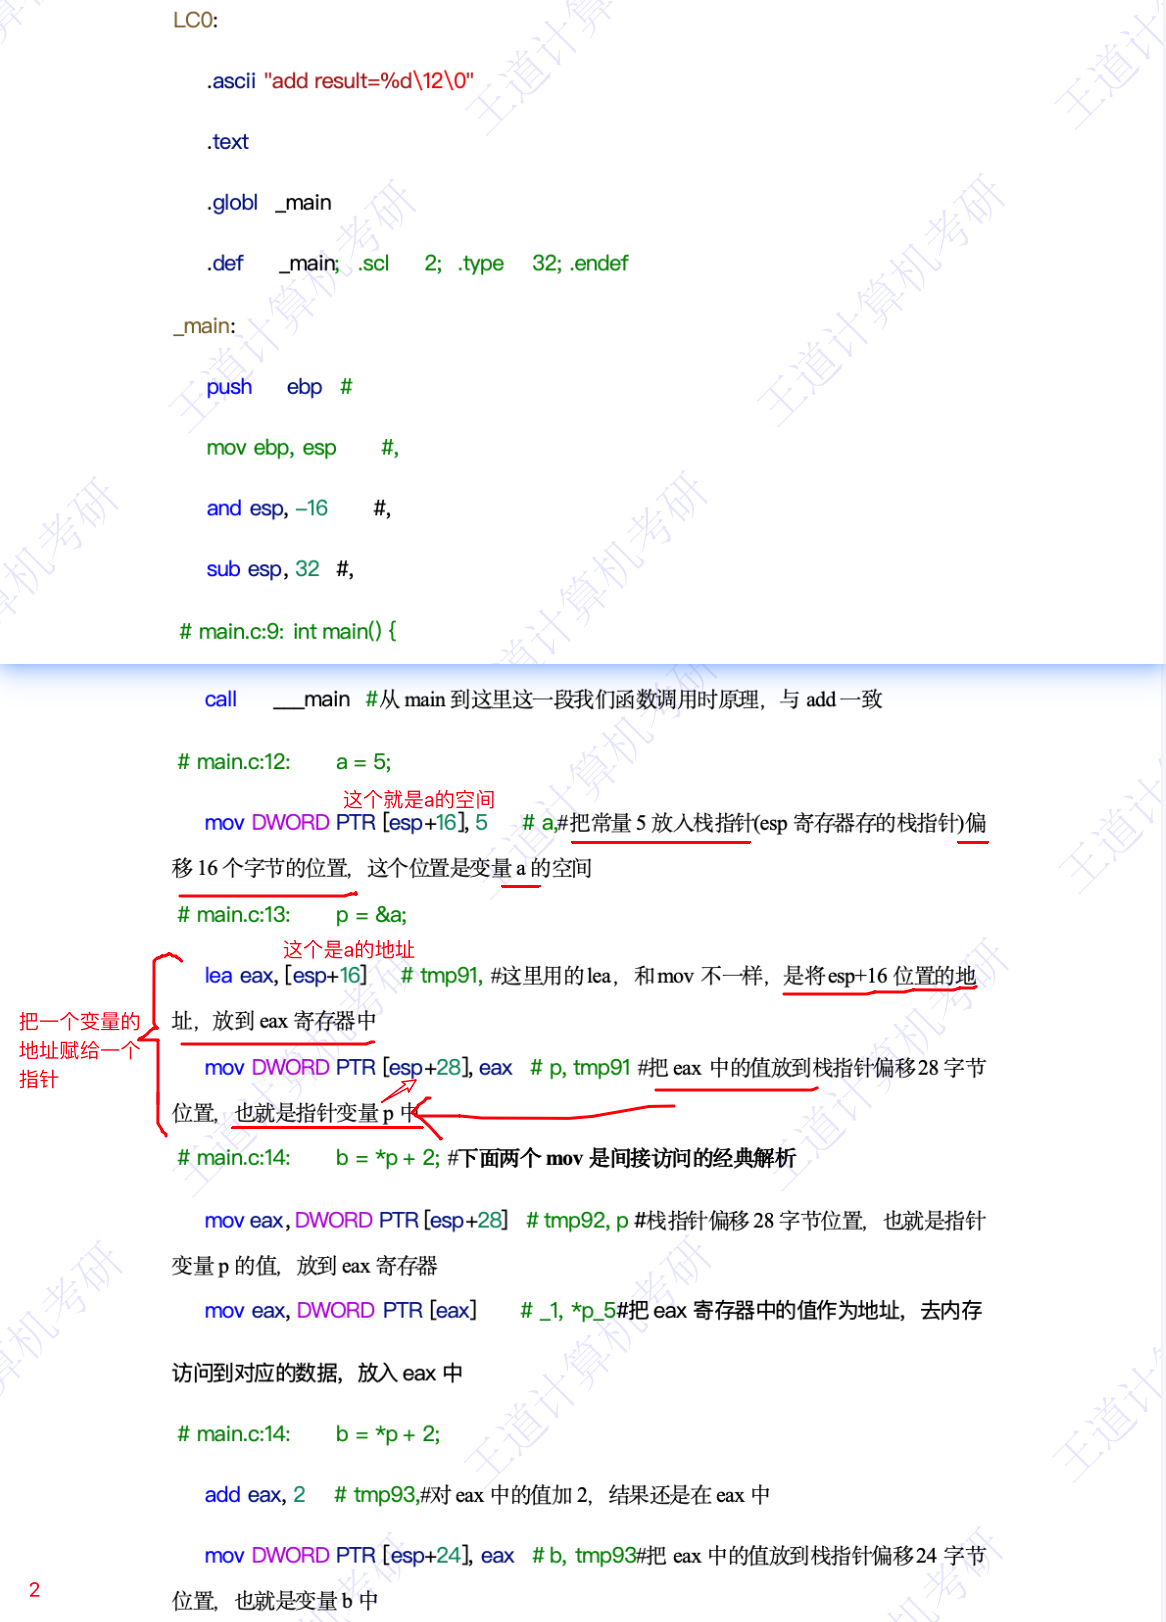 LC0:
.ascii "add result=%d\12\0"
.text
.globl _main
.def _main; .scl 2; .type 32; .endef
_main:
push ebp #
mov ebp, esp #,
and esp, -16 #,
sub esp, 32 #,
# main.c:9: int main() {
call ___main #从 main 到这里这一段我们函数调用时原理，与 add 一致
# main.c:12: a = 5;
这个就是a的空间
mov DWORD PTR [esp+16], 5 # a,#把常量 5 放入栈指针(esp 寄存器存的栈指针)偏
移 16 个字节的位置，这个位置是变量 a 的空间
# main.c:13: p = &a;
这个是a的地址
lea eax, [esp+16] # tmp91, #这里用的 lea，和 mov 不一样，是将 esp+16 位置的地
址，放到 eax 寄存器中
把一个变量的
地址赋给一个
指针
mov DWORD PTR [esp+28], eax # p, tmp91 #把 eax 中的值放到栈指针偏移 28 字节
位置，也就是指针变量 p 中
# main.c:14: b = *p + 2; #下面两个 mov 是间接访问的经典解析
mov eax, DWORD PTR [esp+28] # tmp92, p #栈指针偏移 28 字节位置，也就是指针
变量 p 的值，放到 eax 寄存器
mov eax, DWORD PTR [eax] # _1, *p_5#把 eax 寄存器中的值作为地址，去内存
访问到对应的数据，放入 eax 中
# main.c:14: b = *p + 2;
add eax, 2 # tmp93,#对 eax 中的值加 2，结果还是在 eax 中
mov DWORD PTR [esp+24], eax # b, tmp93#把 eax 中的值放到栈指针偏移 24 字节
位置，也就是变量 b 中
2
王道计算机考研